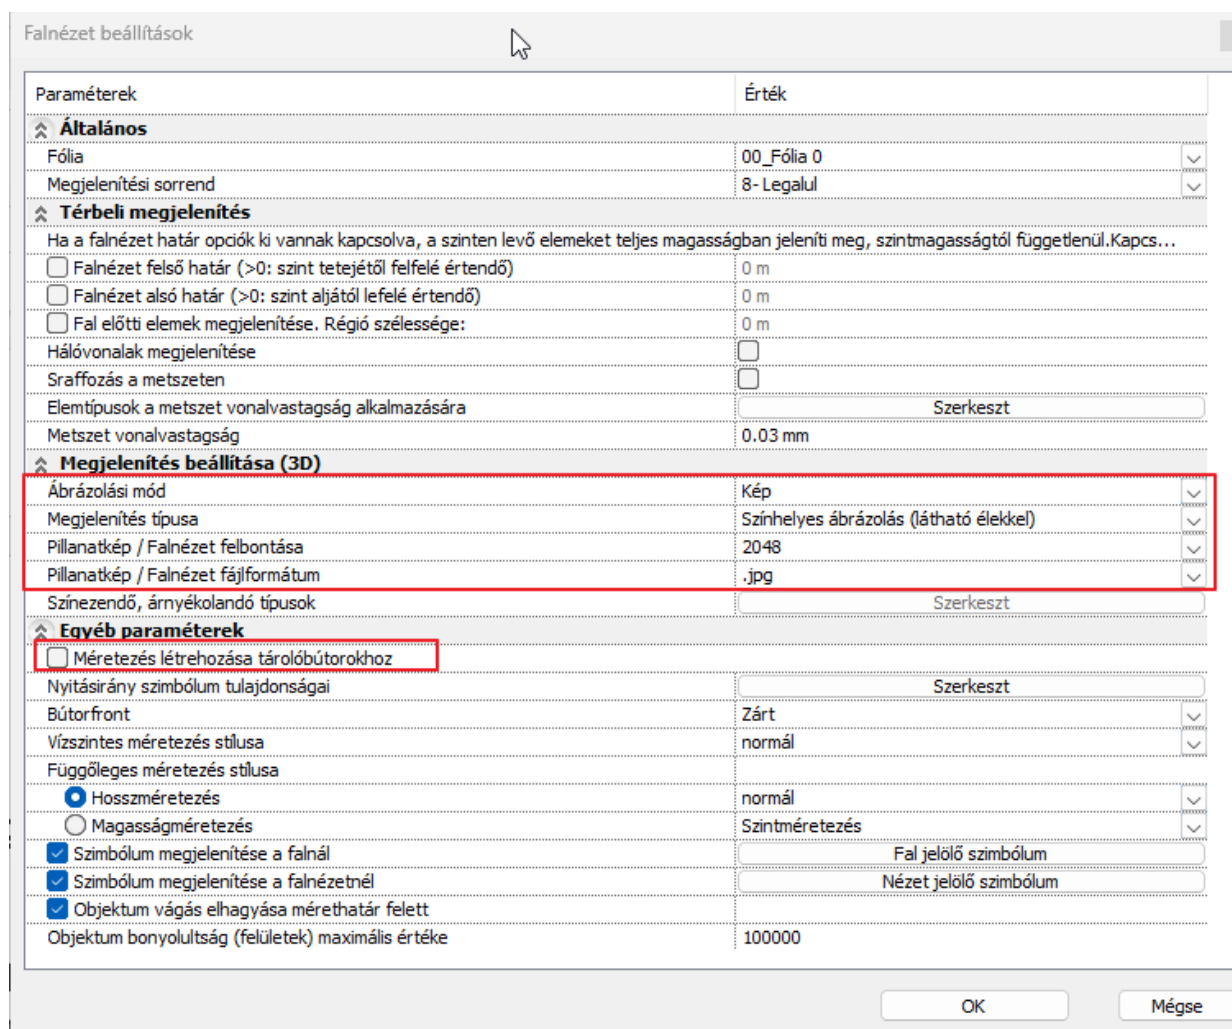 Falnézet beállítások
Paraméterek Érték
Általános
Fólia 00_Fólia 0
Megjelenítési sorrend 8- Legalul
Térbeli megjelenítés
Ha a falnézet határ opciók ki vannak kapcsolva, a szinten levő elemeket teljes magasságban jeleníti meg, szintmagasságtól függetlenül.Kapcs...
Falnézet felső határ (>0: szint tetejétől felfelé értendő) 0 m
Falnézet alsó határ (>0: szint aljától lefelé értendő) 0 m
Fal előtti elemek megjelenítése. Régió szélessége: 0 m
Hálóvonalak megjelenítése
Sraffozás a metszeten
Elemtípusok a metszet vonalvastagság alkalmazására Szerkeszt
Metszet vonalvastagság 0.03 mm
Megjelenítés beállítása (3D)
Ábrázolási mód Kép
Megjelenítés típusa Színhelyes ábrázolás (látható élekkel)
Pillanatkép / Falnézet felbontása 2048
Pillanatkép / Falnézet fájlformátum .jpg
Színezendő, árnyékolandó típusok Szerkeszt
Egyéb paraméterek
Méretezés létrehozása tárolóbútorokhoz
Nyitásirány szimbólum tulajdonságai Szerkeszt
Bútorfront Zárt
Vízszintes méretezés stílusa normál
Függőleges méretezés stílusa
Hosszméretezés normál
Magasságméretezés Szintméretezés
Szimbólum megjelenítése a falnál Fal jelölő szimbólum
Szimbólum megjelenítése a falnézetnél Nézet jelölő szimbólum
Objektum vágás elhagyása mérethatár felett
Objektum bonyolultság (felületek) maximális értéke 100000
OK Mégse